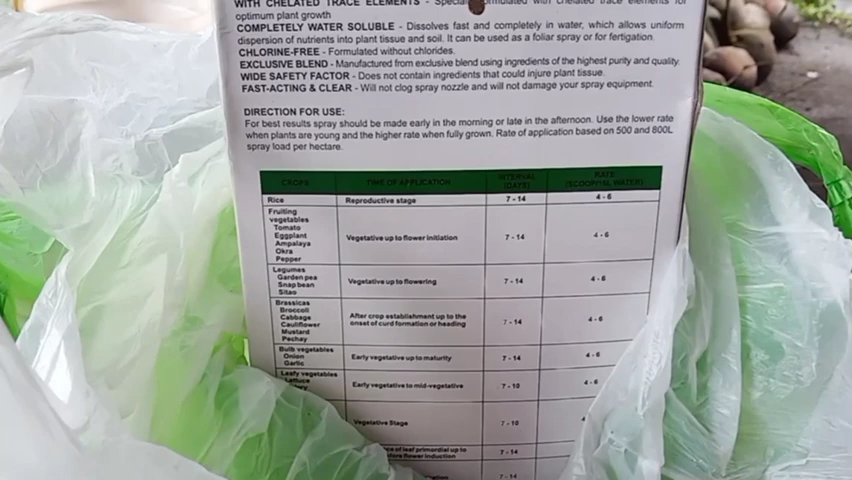 WITH CHELATED TRACE ELEMENTS - Specially formulated with chelated trace elements for
optimum plant growth
COMPLETELY WATER SOLUBLE - Dissolves fast and completely in water, which allows uniform
dispersion of nutrients into plant tissue and soil. It can be used as a foliar spray or for fertigation.
CHLORINE-FREE - Formulated without chlorides.
EXCLUSIVE BLEND - Manufactured from exclusive blend using ingredients of the highest purity and quality.
WIDE SAFETY FACTOR - Does not contain ingredients that could injure plant tissue.
FAST-ACTING & CLEAR - Will not clog spray nozzle and will not damage your spray equipment.
DIRECTION FOR USE:
For best results spray should be made early in the morning or late in the afternoon. Use the lower rate
when plants are young and the higher rate when fully grown. Rate of application based on 500 and 800L
spray load per hectare.
CROPS TIME OF APPLICATION INTERVAL (DAYS) RATE (SCOOP/16L WATER)
Rice Reproductive stage 7 - 14 4 - 6
Fruiting
vegetables
Tomato
Eggplant
Ampalaya
Okra
Pepper
Vegetative up to flower initiation 7 - 14 4 - 6
Legumes
Garden pea
Snap bean
Sitao
Vegetative up to flowering 7 - 14 4 - 6
Brassicas
Broccoli
Cabbage
Cauliflower
Mustard
Pechay
After crop establishment up to the
onset of curd formation or heading
7 - 14 4 - 6
Bulb vegetables
Onion
Garlic
Early vegetative up to maturity 7 - 14 4 - 6
Leafy vegetables
Lettuce
Early vegetative to mid-vegetative 7 - 10 4 - 6
Vegetative Stage 7 - 10 4
of leaf primordial up to
flower induction
7 - 14
7 - 14